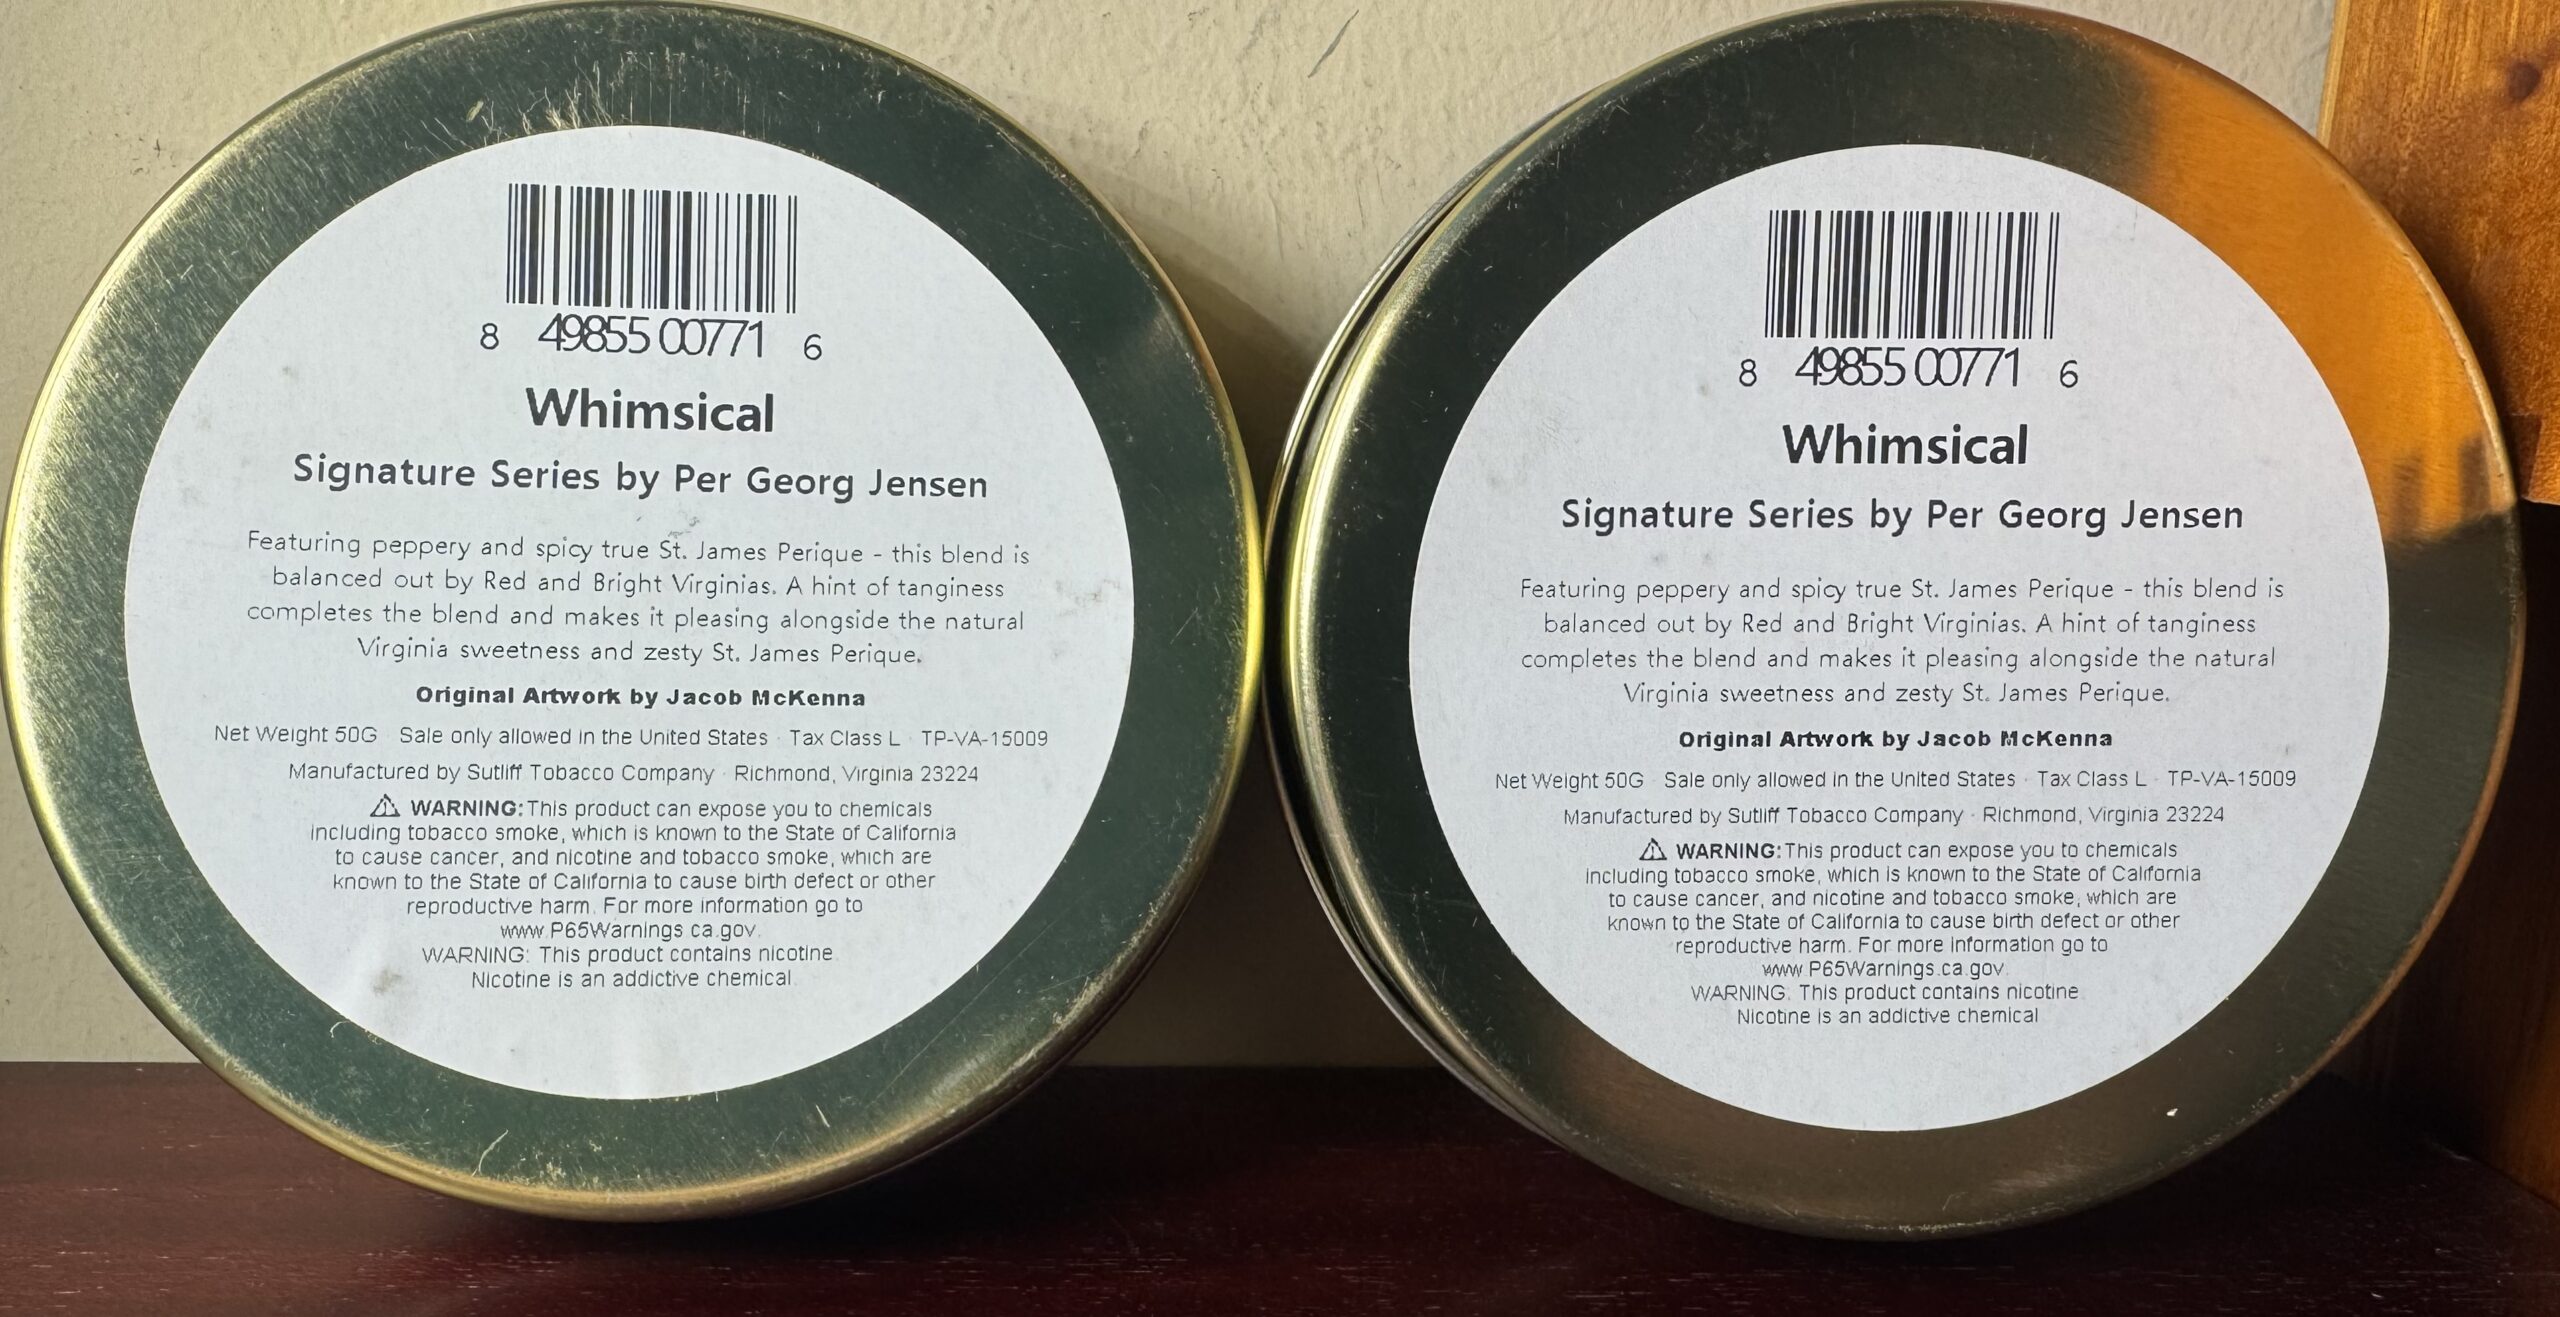 8 49855 00771 6
Whimsical
Signature Series by Per Georg Jensen
Featuring peppery and spicy true St. James Perique - this blend is
balanced out by Red and Bright Virginias. A hint of tanginess
completes the blend and makes it pleasing alongside the natural
Virginia sweetness and zesty St. James Perique.
Original Artwork by Jacob McKenna
Net Weight 50G · Sale only allowed in the United States · Tax Class L · TP-VA-15009
Manufactured by Sutliff Tobacco Company · Richmond, Virginia 23224
⚠ WARNING: This product can expose you to chemicals
including tobacco smoke, which is known to the State of California
to cause cancer, and nicotine and tobacco smoke, which are
known to the State of California to cause birth defect or other
reproductive harm. For more information go to
www.P65Warnings.ca.gov.
WARNING: This product contains nicotine.
Nicotine is an addictive chemical.
8 49855 00771 6
Whimsical
Signature Series by Per Georg Jensen
Featuring peppery and spicy true St. James Perique - this blend is
balanced out by Red and Bright Virginias. A hint of tanginess
completes the blend and makes it pleasing alongside the natural
Virginia sweetness and zesty St. James Perique.
Original Artwork by Jacob McKenna
Net Weight 50G · Sale only allowed in the United States · Tax Class L · TP-VA-15009
Manufactured by Sutliff Tobacco Company · Richmond, Virginia 23224
⚠ WARNING: This product can expose you to chemicals
including tobacco smoke, which is known to the State of California
to cause cancer, and nicotine and tobacco smoke, which are
known to the State of California to cause birth defect or other
reproductive harm. For more information go to
www.P65Warnings.ca.gov.
WARNING: This product contains nicotine.
Nicotine is an addictive chemical